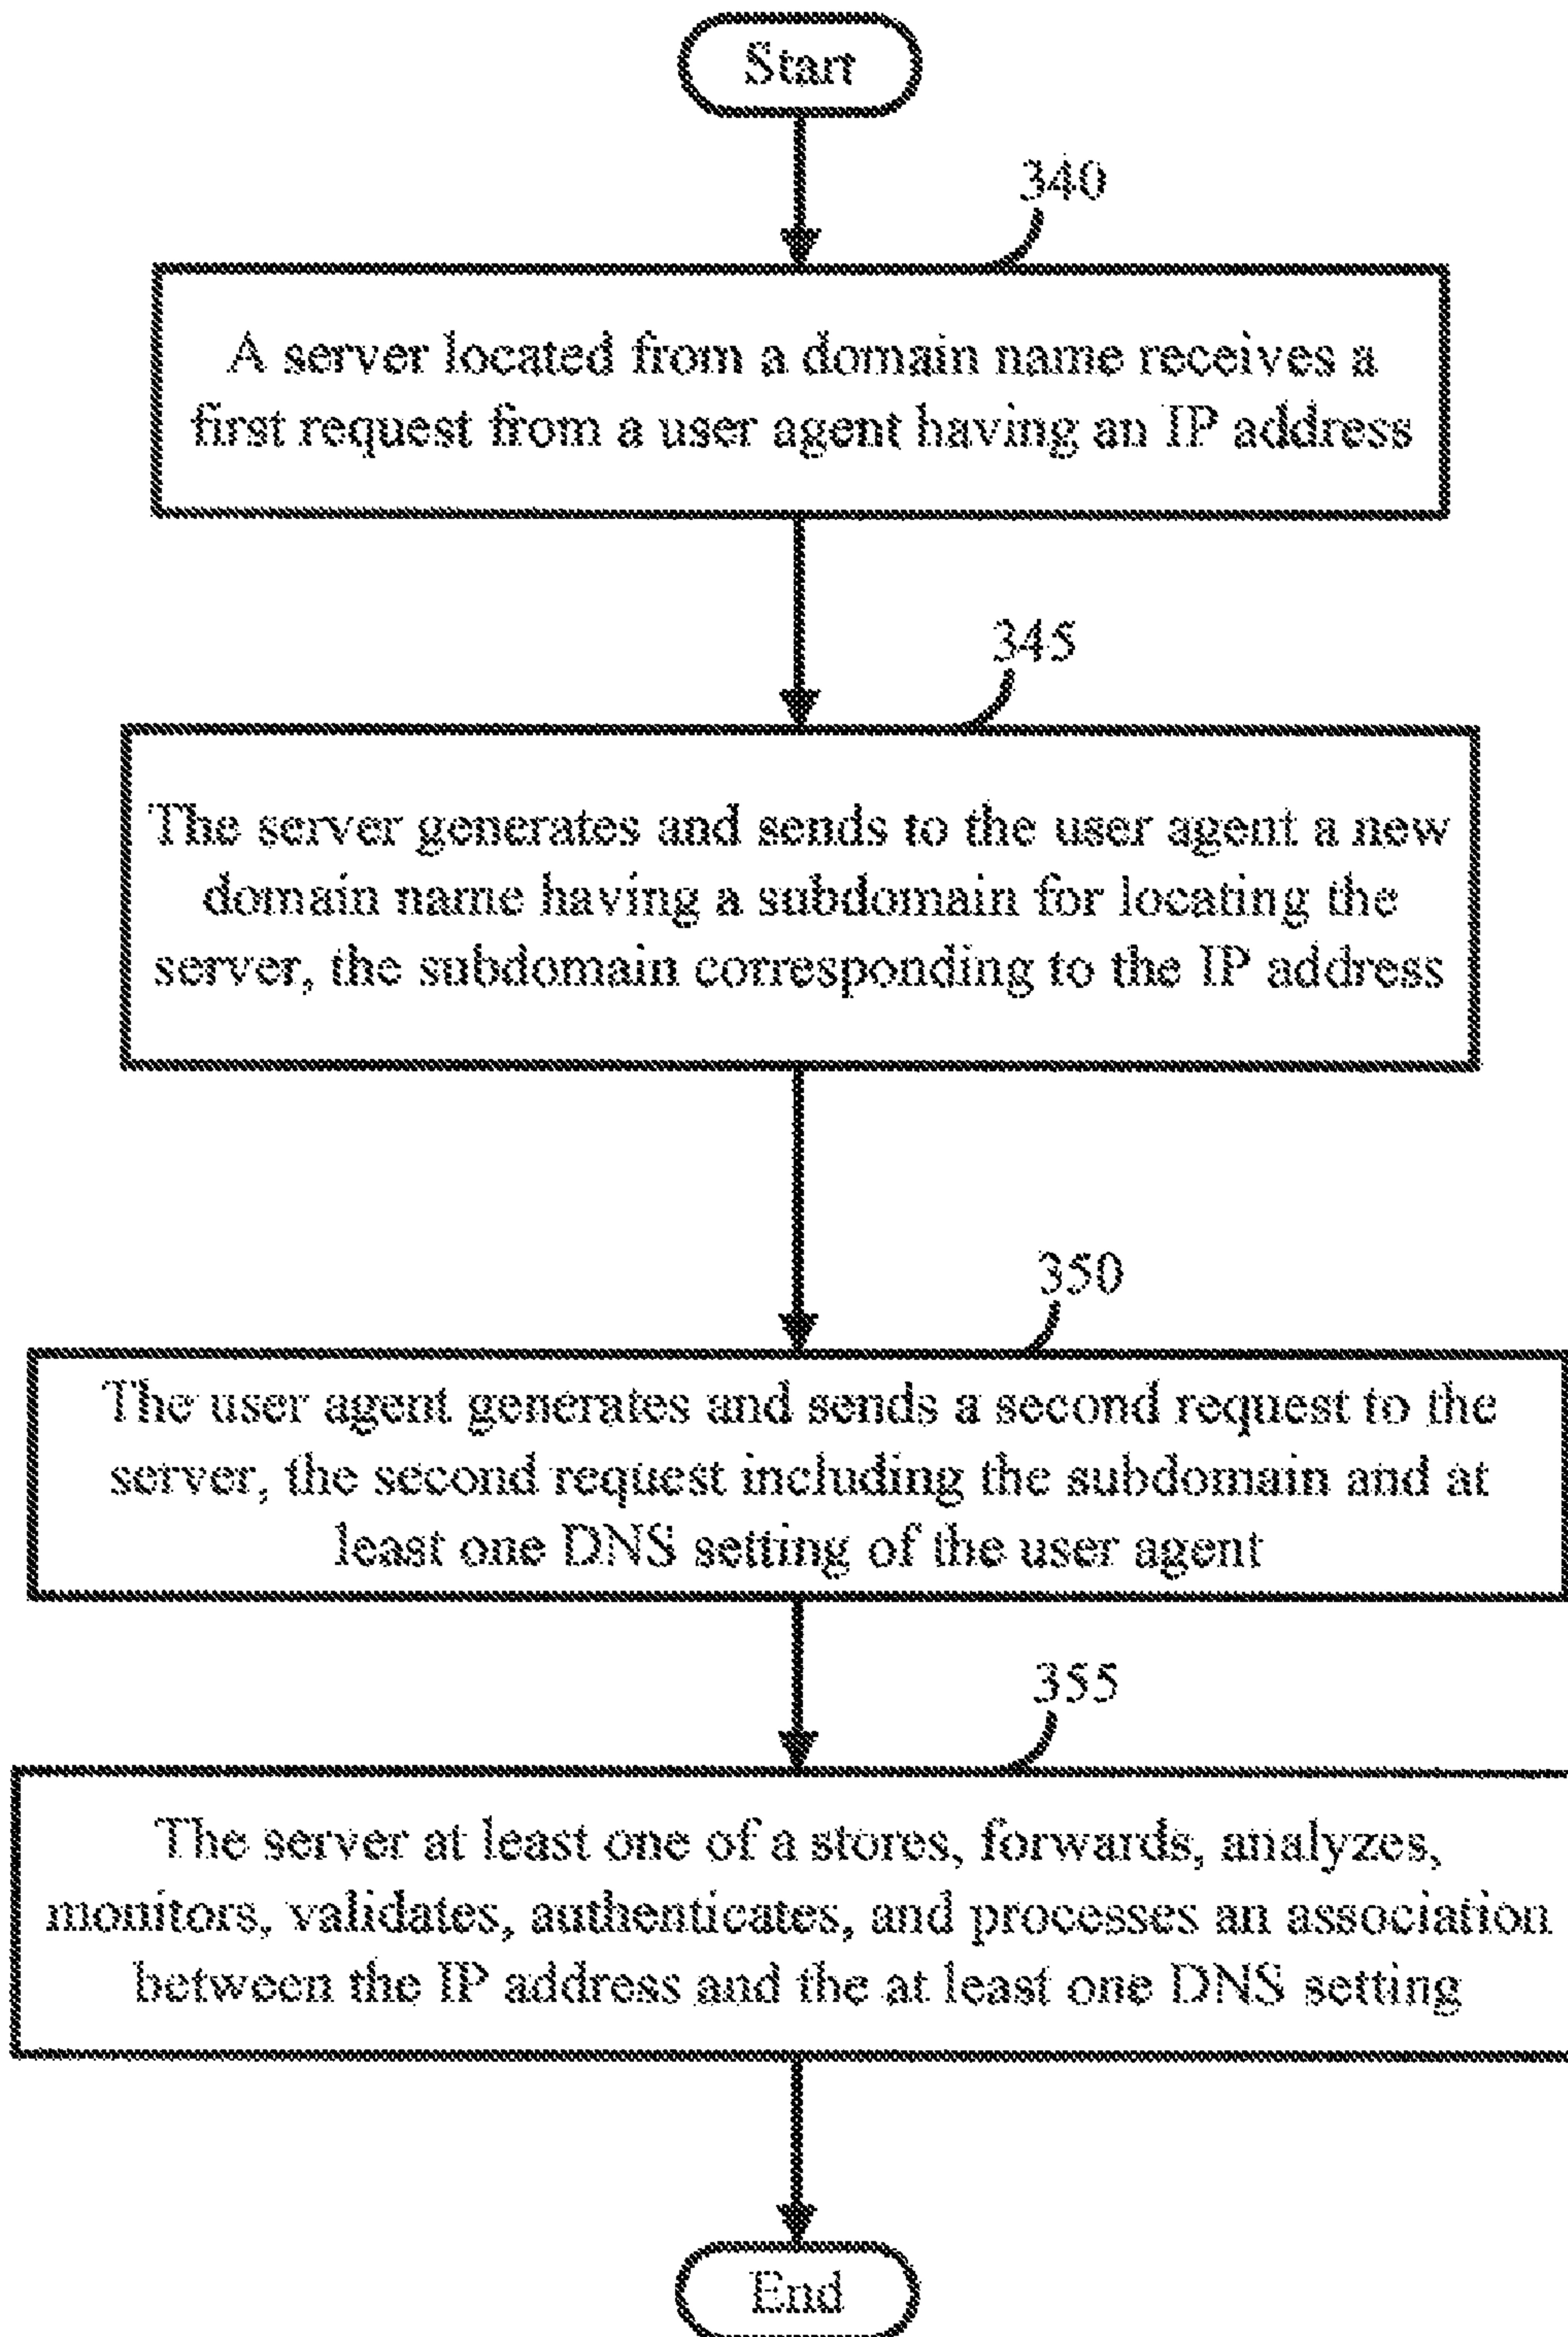 Start
340
A server located from a domain name receives a
first request from a user agent having an IP address
345
The server generates and sends to the user agent a new
domain name having a subdomain for locating the
server, the subdomain corresponding to the IP address
350
The user agent generates and sends a second request to the
server, the second request including the subdomain and at
least one DNS setting of the user agent
355
The server at least one of a stores, forwards, analyzes,
monitors, validates, authenticates, and processes an association
between the IP address and the at least one DNS setting
End